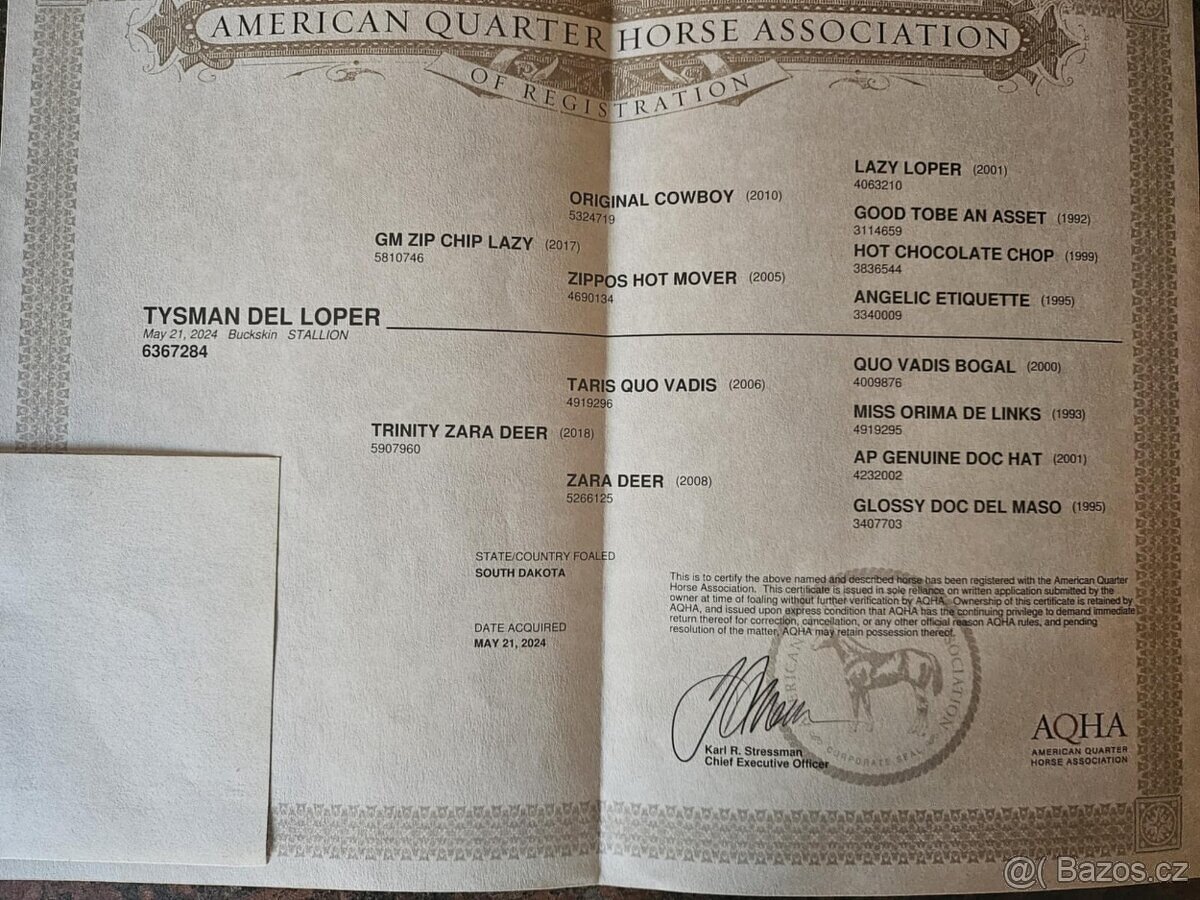 AMERICAN QUARTER HORSE ASSOCIATION
OF REGISTRATION
LAZY LOPER (2001)
4063210
ORIGINAL COWBOY (2010)
5324719
GOOD TOBE AN ASSET (1992)
3114659
GM ZIP CHIP LAZY (2017)
5810746
HOT CHOCOLATE CHOP (1999)
3836544
ZIPPOS HOT MOVER (2005)
4690134
ANGELIC ETIQUETTE (1995)
3340009
TYSMAN DEL LOPER
May 21, 2024 Buckskin STALLION
6367284
QUO VADIS BOGAL (2000)
4009876
TARIS QUO VADIS (2006)
4919296
MISS ORIMA DE LINKS (1993)
4919295
TRINITY ZARA DEER (2018)
5907960
AP GENUINE DOC HAT (2001)
4232002
ZARA DEER (2008)
5266125
GLOSSY DOC DEL MASO (1995)
3407703
STATE/COUNTRY FOALED
SOUTH DAKOTA
DATE ACQUIRED
MAY 21, 2024
This is to certify the above named and described horse has been registered with the American Quarter
Horse Association. This certificate is issued in sole reliance on written application submitted by the
owner at time of foaling without further verification by AQHA. Ownership of this certificate is retained by
AQHA, and issued upon express condition that AQHA has the continuing privilege to demand immediate
return thereof for correction, cancellation, or any other official reason AQHA rules, and pending
resolution of the matter, AQHA may retain possession thereof.
Karl R. Stressman
Chief Executive Officer
CORPORATE SEAL
AQHA
AMERICAN QUARTER
HORSE ASSOCIATION
@( Bazos.cz